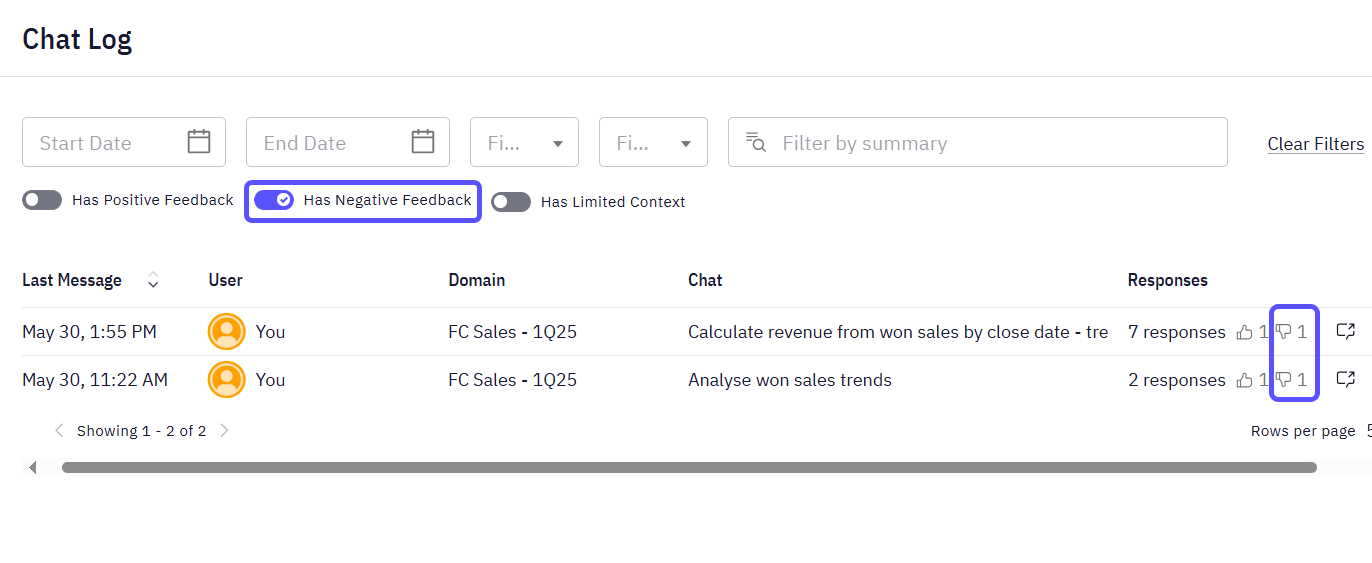 Chat Log
Start Date End Date Fi... Fi... Filter by summary Clear Filters
Has Positive Feedback Has Negative Feedback Has Limited Context
Last Message User Domain Chat Responses
May 30, 1:55 PM You FC Sales - 1Q25 Calculate revenue from won sales by close date - tre 7 responses 1 1
May 30, 11:22 AM You FC Sales - 1Q25 Analyse won sales trends 2 responses 1 1
Showing 1 - 2 of 2 Rows per page